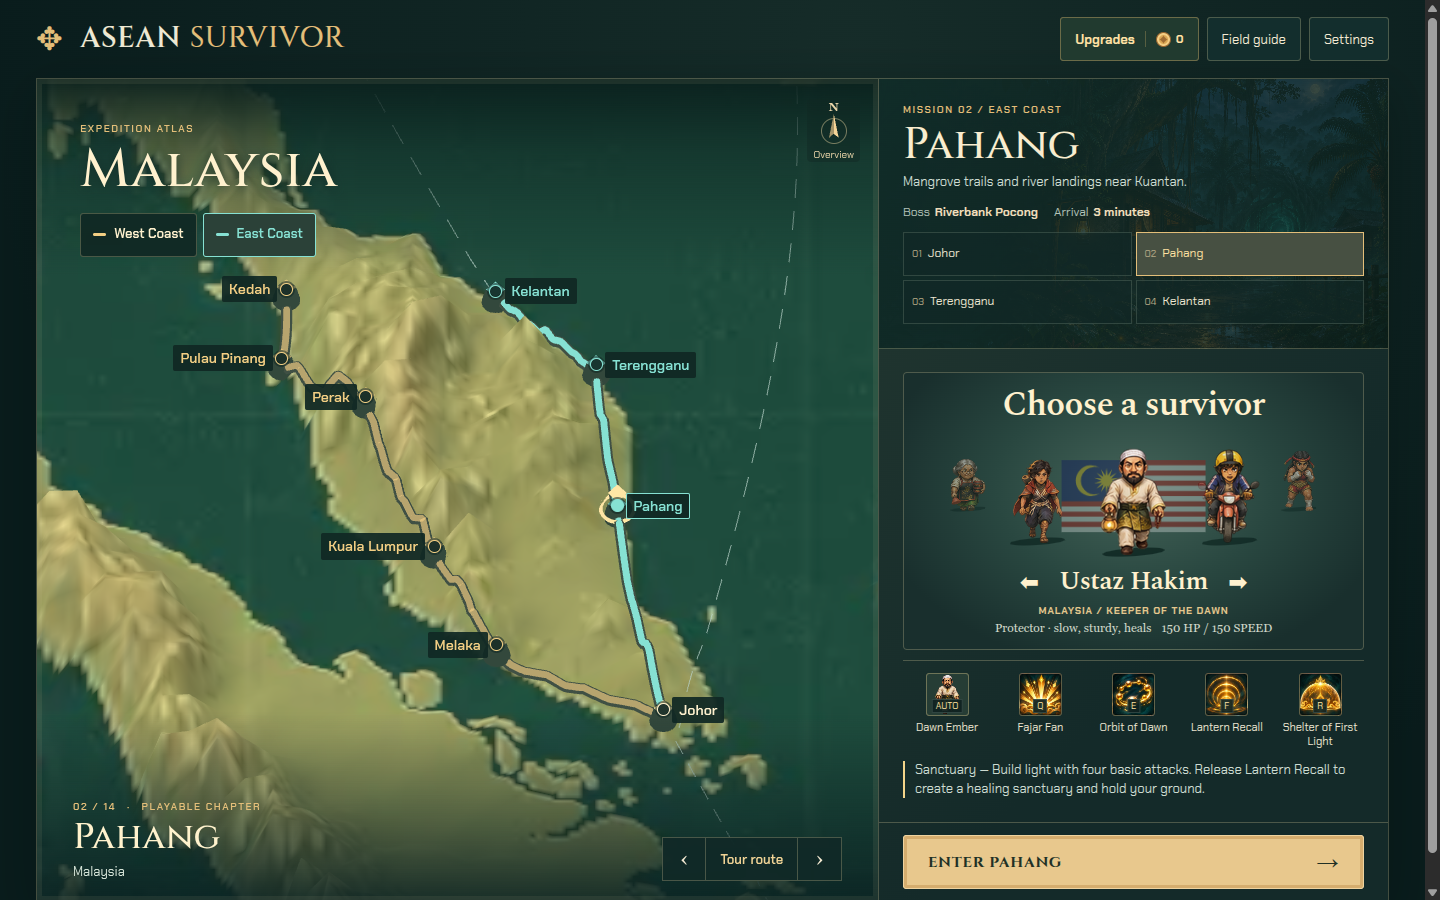 ASEAN SURVIVOR
Upgrades 0
Field guide
Settings
EXPEDITION ATLAS
MALAYSIA
West Coast
East Coast
N
Overview
Kedah
Kelantan
Pulau Pinang
Terengganu
Perak
Pahang
Kuala Lumpur
Melaka
Johor
02 / 14 · PLAYABLE CHAPTER
PAHANG
Malaysia
‹ Tour route ›
MISSION 02 / EAST COAST
PAHANG
Mangrove trails and river landings near Kuantan.
Boss Riverbank Pocong Arrival 3 minutes
01 Johor
02 Pahang
03 Terengganu
04 Kelantan
Choose a survivor
Ustaz Hakim
MALAYSIA / KEEPER OF THE DAWN
Protector · slow, sturdy, heals 150 HP / 150 SPEED
AUTO
Q
E
F
R
Dawn Ember
Fajar Fan
Orbit of Dawn
Lantern Recall
Shelter of First
Light
Sanctuary — Build light with four basic attacks. Release Lantern Recall to
create a healing sanctuary and hold your ground.
ENTER PAHANG →